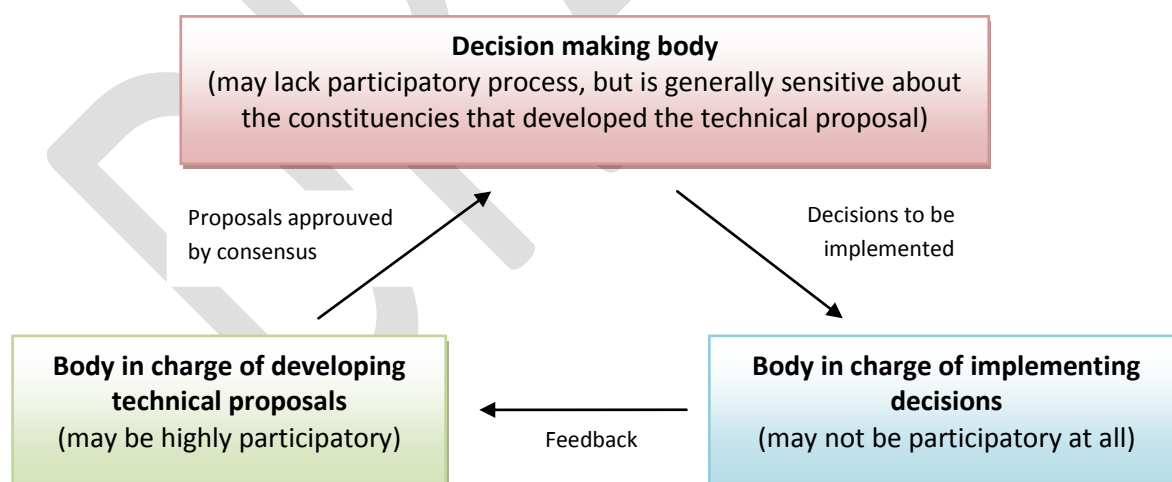 Decision making body
(may lack participatory process, but is generally sensitive about
the constituencies that developed the technical proposal)
Proposals approuved
by consensus
Decisions to be
implemented
Body in charge of developing
technical proposals
(may be highly participatory)
Feedback
Body in charge of implementing
decisions
(may not be participatory at all)